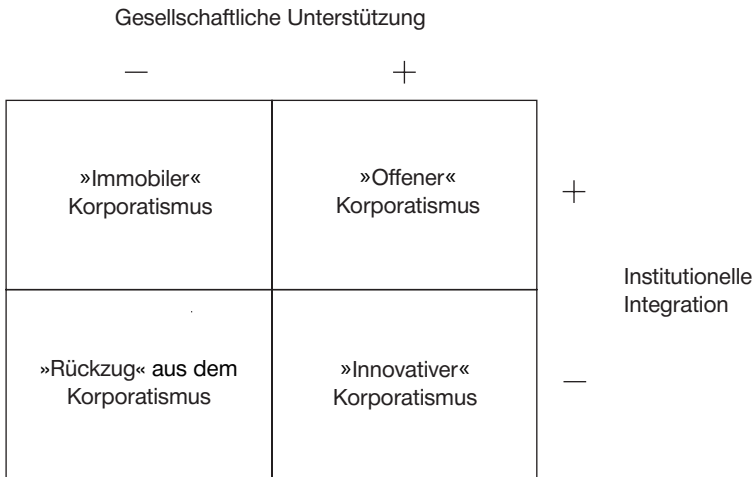 Gesellschaftliche Unterstützung
— +
»Immobiler«
Korporatismus
»Offener«
Korporatismus
+
Institutionelle
Integration
»Rückzug« aus dem
Korporatismus
»Innovativer«
Korporatismus
—